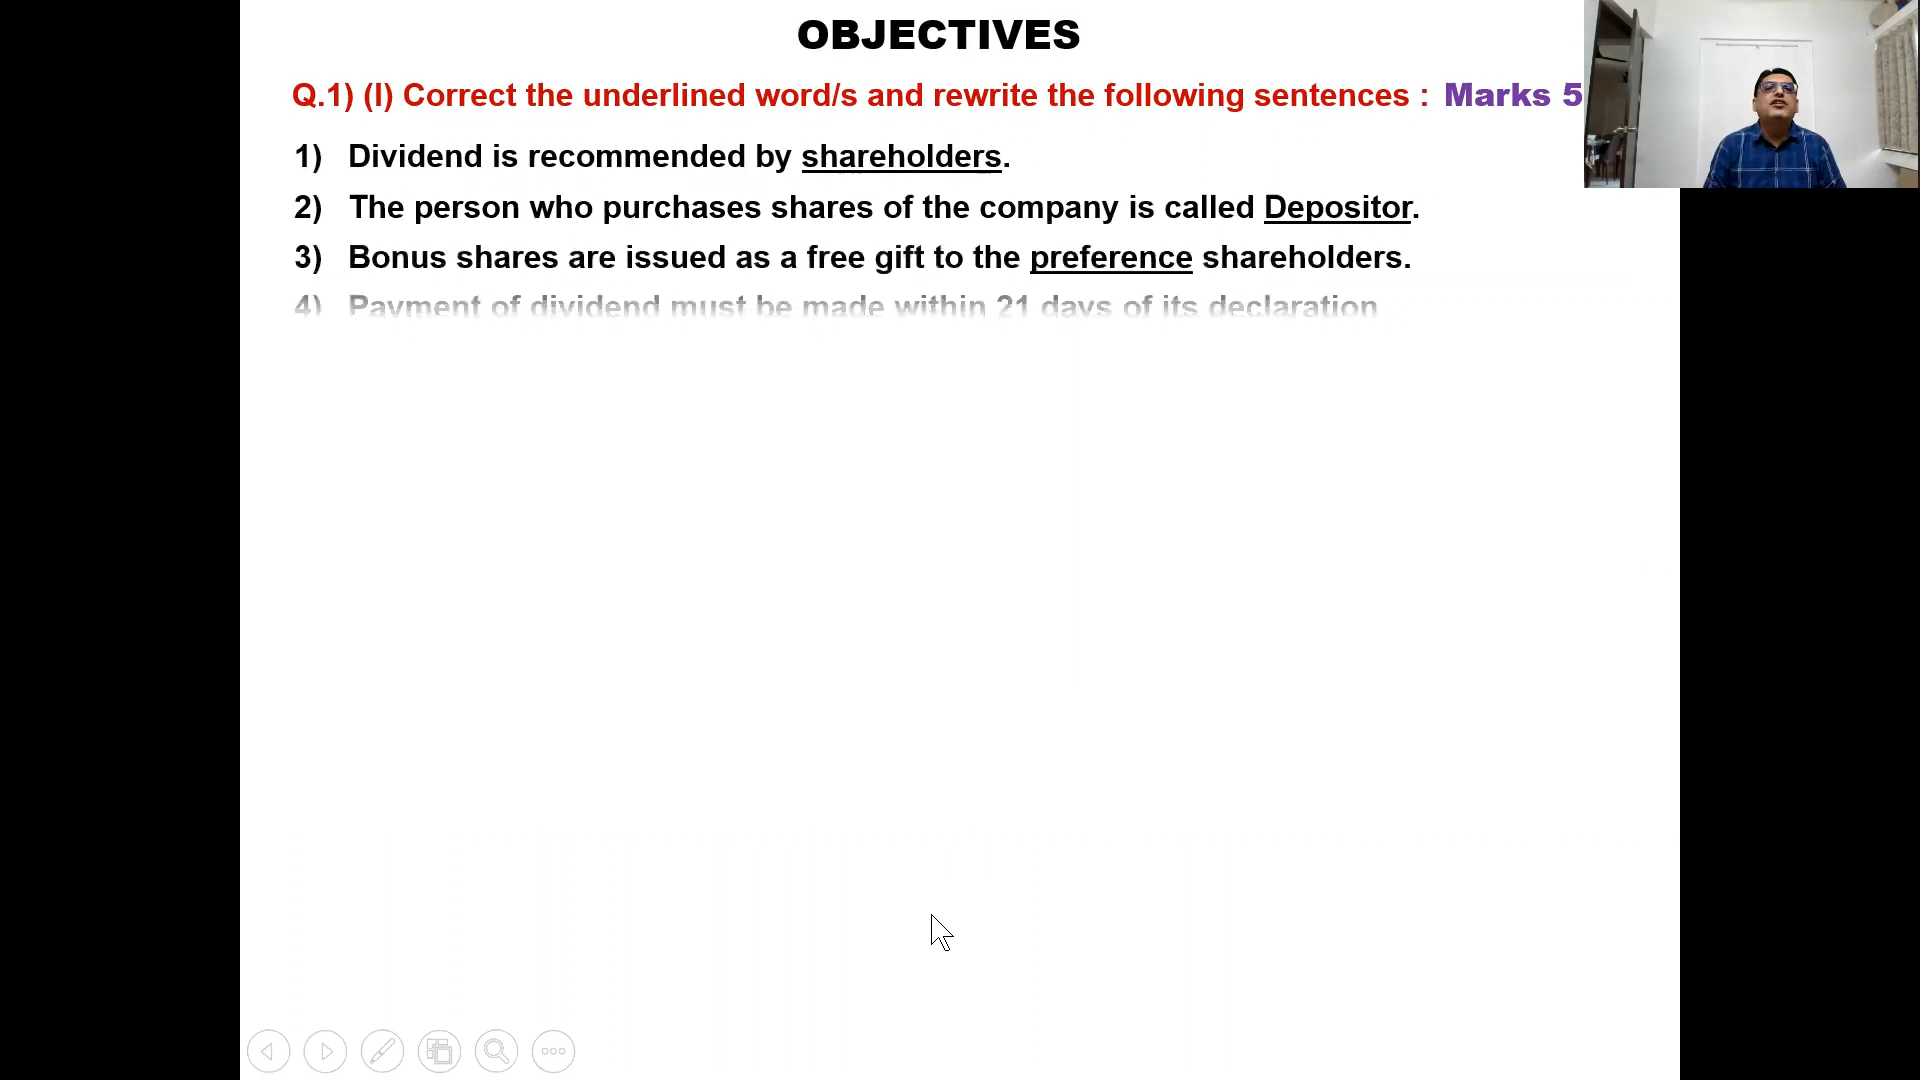 OBJECTIVES
Q.1) (I) Correct the underlined word/s and rewrite the following sentences : Marks 5
1) Dividend is recommended by shareholders.
2) The person who purchases shares of the company is called Depositor.
3) Bonus shares are issued as a free gift to the preference shareholders.
4) Payment of dividend must be made within 21 days of its declaration